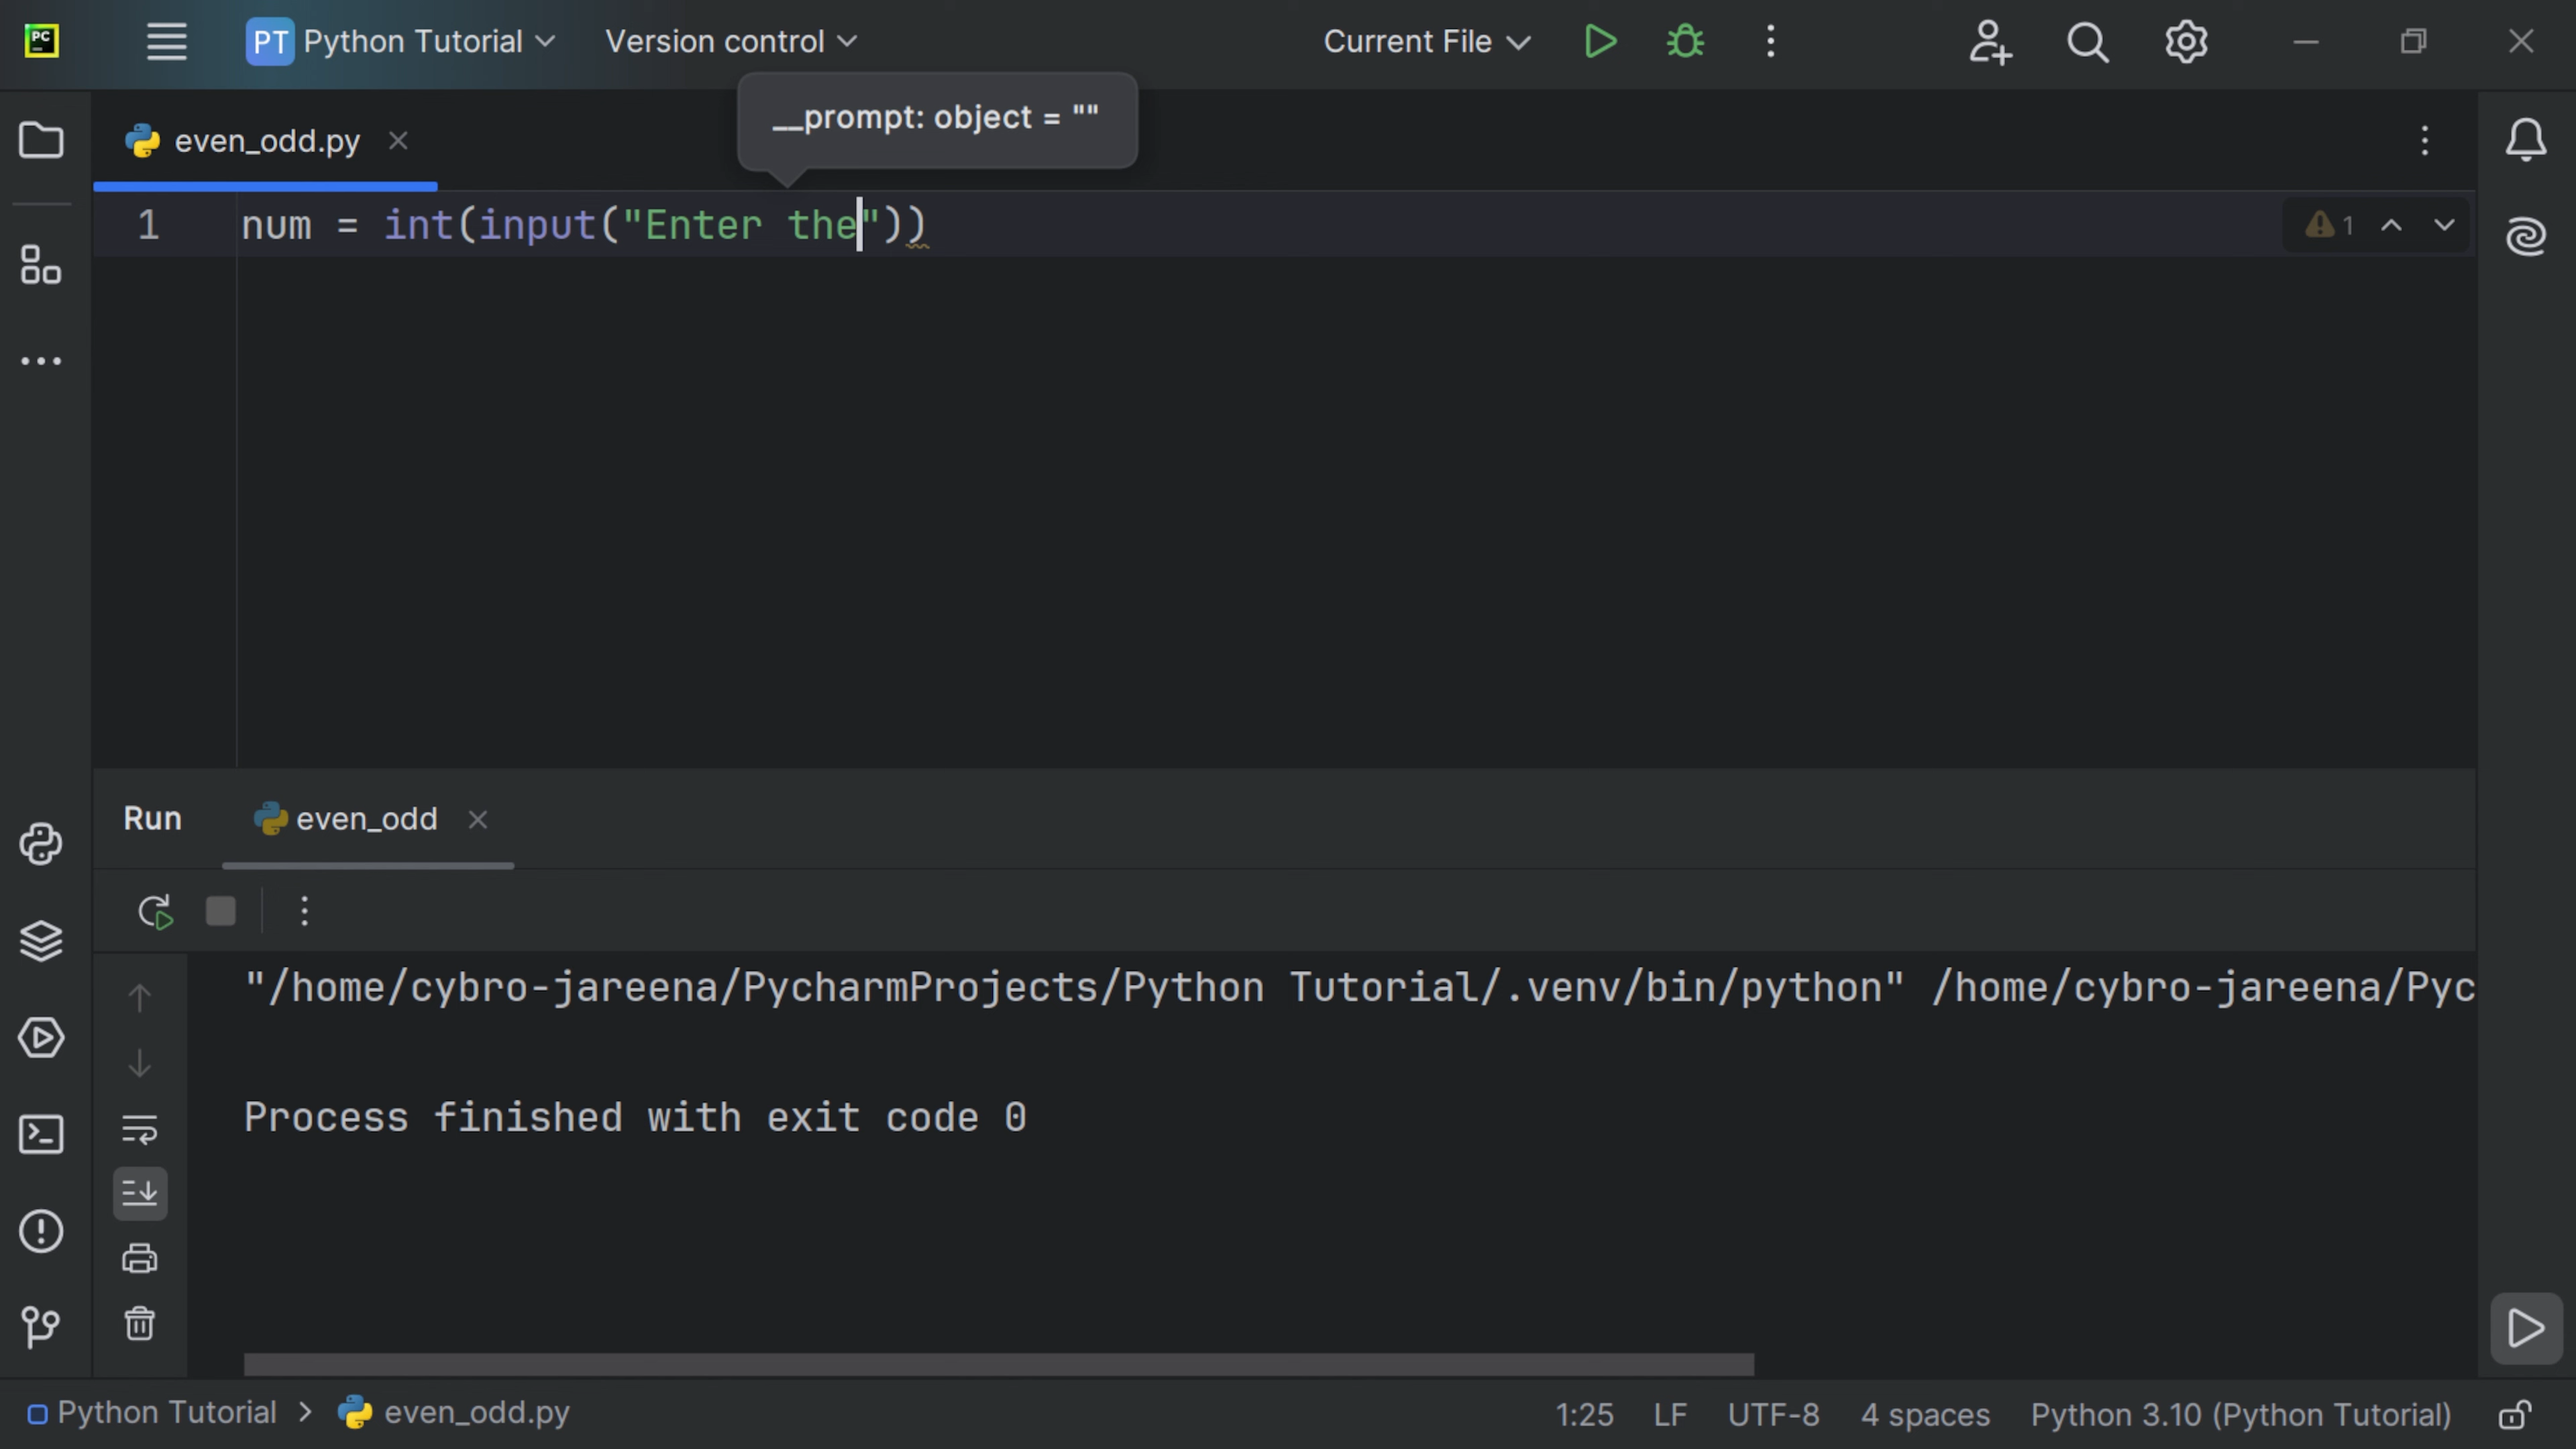 PC
PT Python Tutorial
Version control
Current File
__prompt: object = ""
even_odd.py
1 num = int(input("Enter the"))
1
Run
even_odd
"/home/cybro-jareena/PycharmProjects/Python Tutorial/.venv/bin/python" /home/cybro-jareena/Pyc
Process finished with exit code 0
Python Tutorial > even_odd.py
1:25 LF UTF-8 4 spaces Python 3.10 (Python Tutorial)